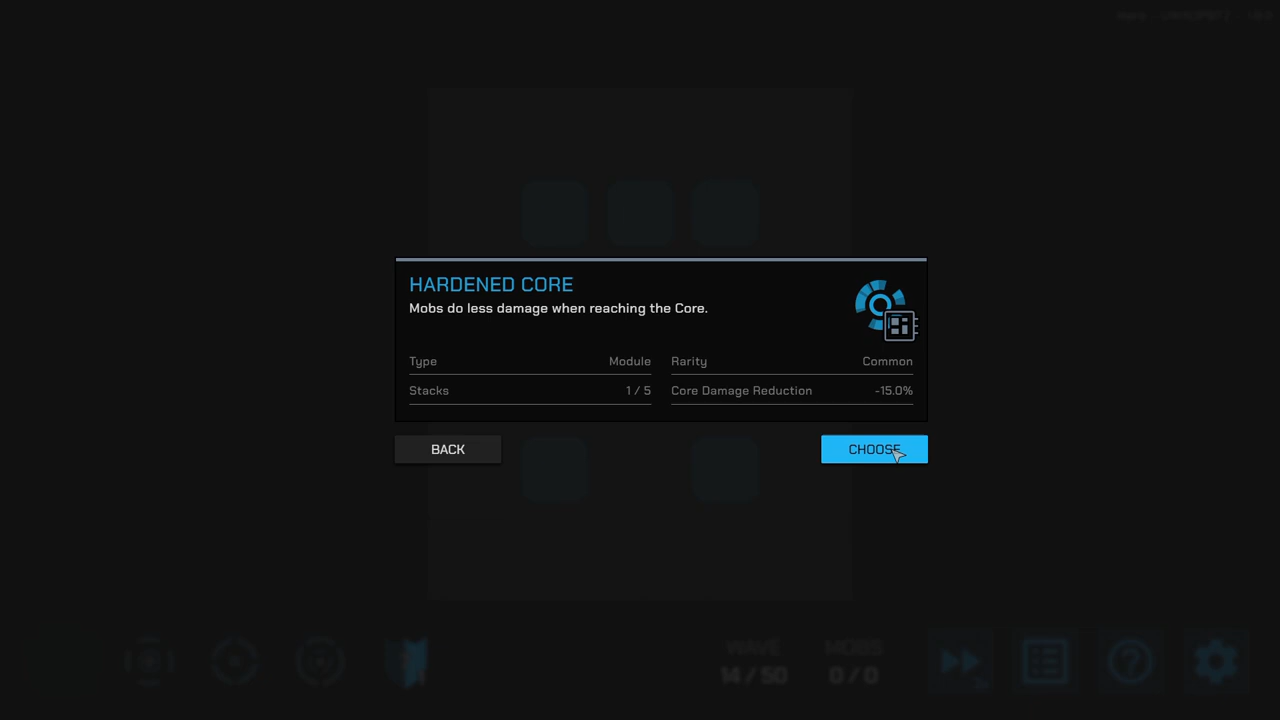 HARDENED CORE
Mobs do less damage when reaching the Core.
Type Module Rarity Common
Stacks 1 / 5 Core Damage Reduction -15.0%
BACK CHOOSE
WAVE MOBS
14 / 50 0 / 0